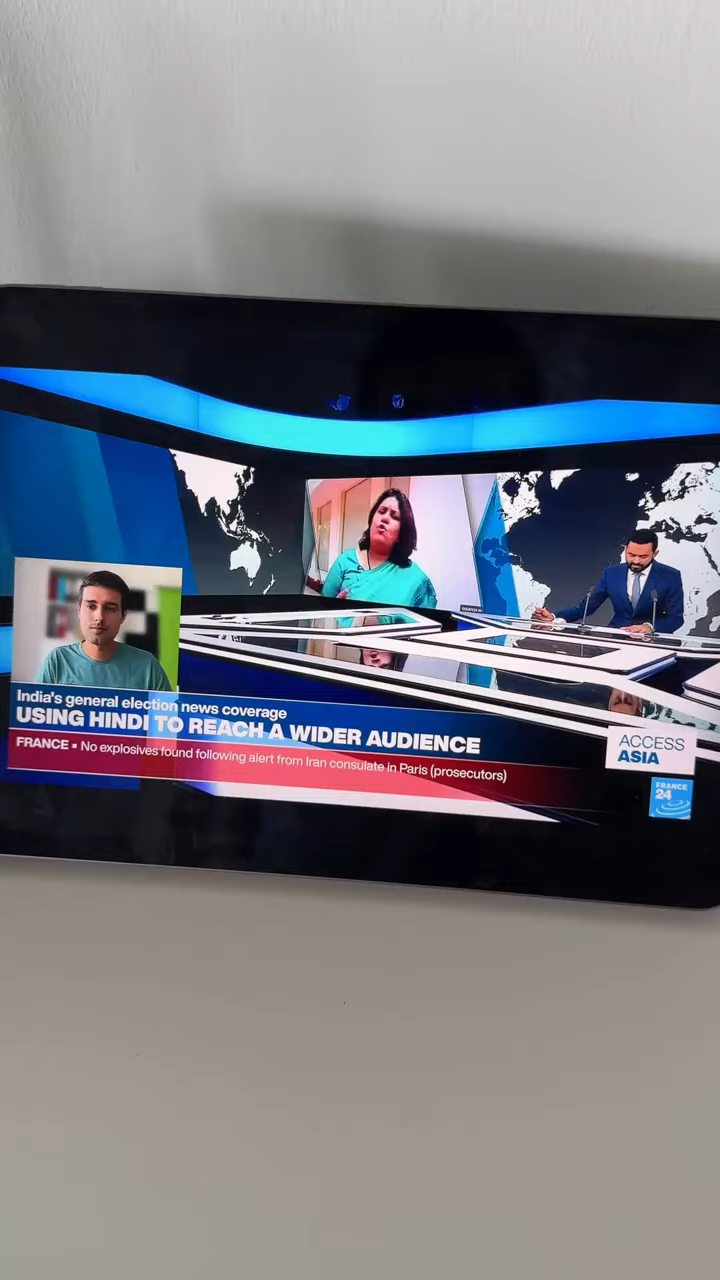 India's general election news coverage
USING HINDI TO REACH A WIDER AUDIENCE
FRANCE ▪ No explosives found following alert from Iran consulate in Paris (prosecutors)
ACCESS
ASIA
FRANCE
24